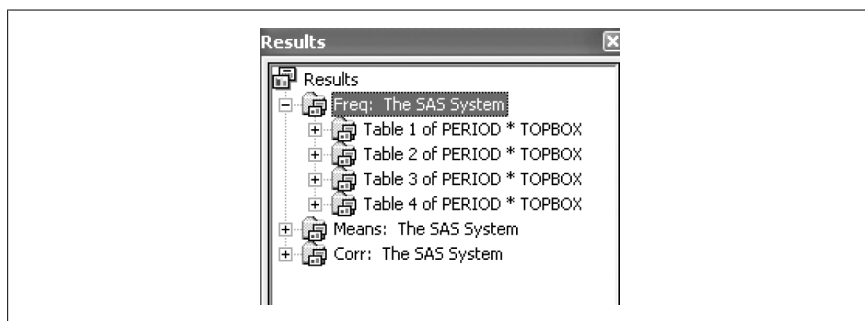 Results
Results
Freq: The SAS System
Table 1 of PERIOD * TOPBOX
Table 2 of PERIOD * TOPBOX
Table 3 of PERIOD * TOPBOX
Table 4 of PERIOD * TOPBOX
Means: The SAS System
Corr: The SAS System